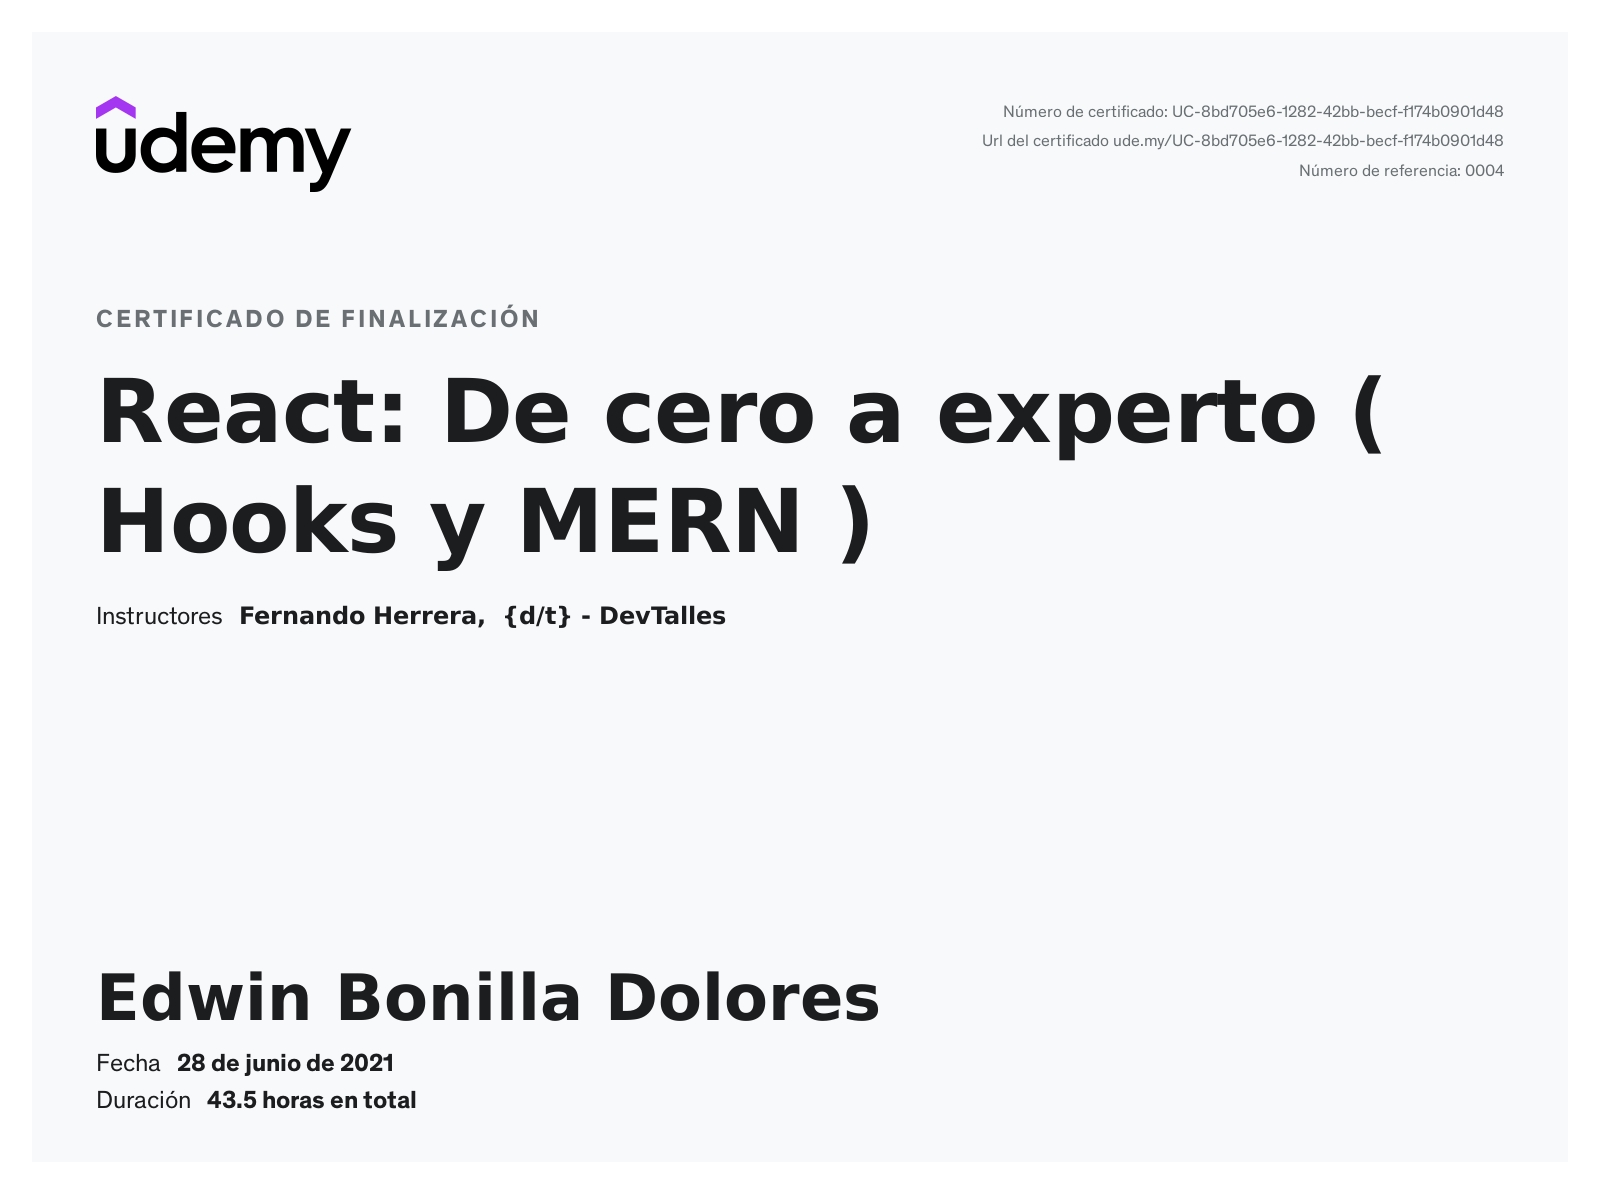 udemy
Número de certificado: UC-8bd705e6-1282-42bb-becf-f174b0901d48
Url del certificado ude.my/UC-8bd705e6-1282-42bb-becf-f174b0901d48
Número de referencia: 0004
CERTIFICADO DE FINALIZACIÓN
React: De cero a experto (
Hooks y MERN )
Instructores Fernando Herrera, {d/t} - DevTalles
Edwin Bonilla Dolores
Fecha 28 de junio de 2021
Duración 43.5 horas en total